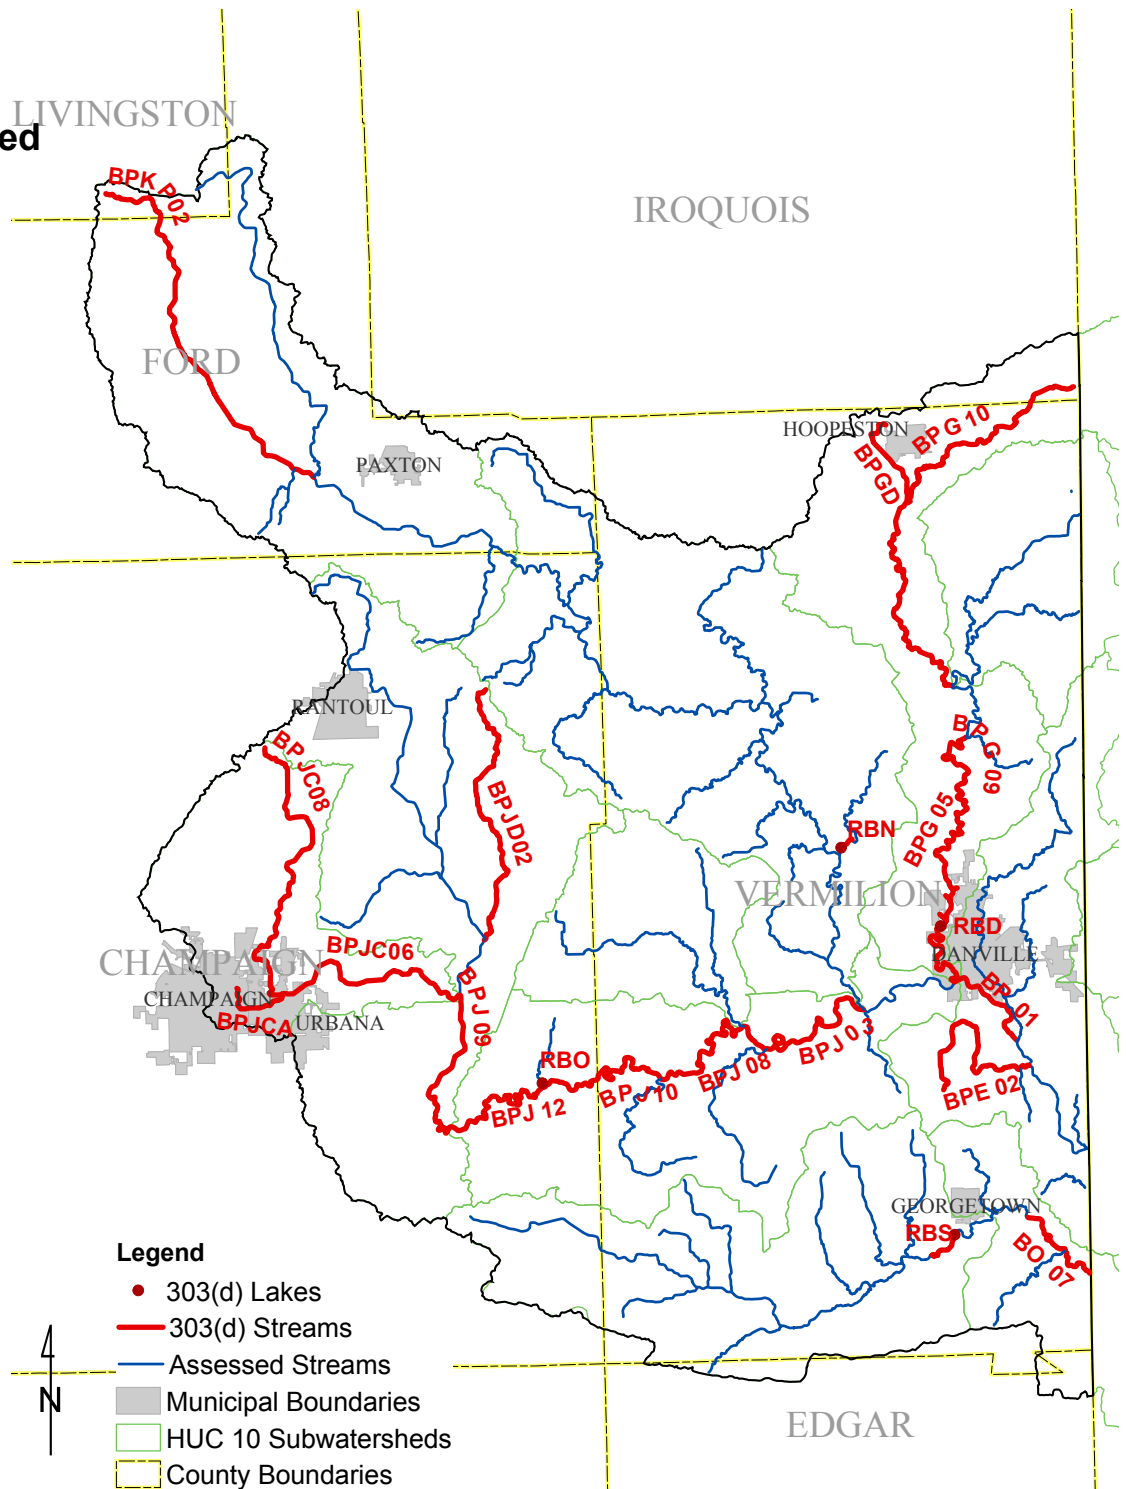 LIVINGSTON
ed
BPK P02
IROQUOIS
FORD
HOOPESTON
BPG 10
PAXTON
BPGD
RANTOUL
BPJC08
BPG 09
BPJD02
BPG 05
RBN
VERMILION
RBD
CHAMPAIGN
BPJC06
DANVILLE
CHAMPAIGN
BPJ 09
BP 01
BPJCA
URBANA
BPJ 03
RBO
BPJ 08
BPJ 10
BPE 02
BPJ 12
GEORGETOWN
RBS
BO 07
Legend
303(d) Lakes
303(d) Streams
Assessed Streams
N
Municipal Boundaries
EDGAR
HUC 10 Subwatersheds
County Boundaries